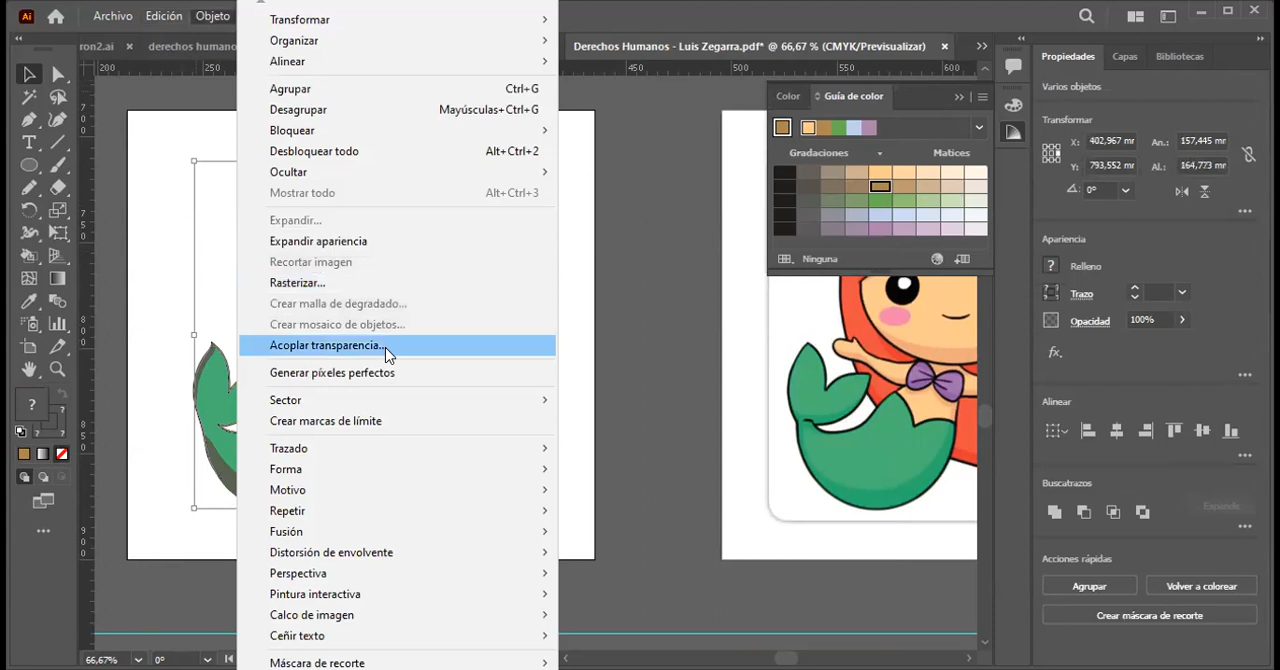 Ai
Archivo
Edición
Objeto
ron2.ai
derechos humano
Derechos Humanos - Luis Zegarra.pdf* @ 66,67 % (CMYK/Previsualizar)
200
250
450
500
550
600
Transformar
Organizar
Alinear
Agrupar Ctrl+G
Desagrupar Mayúsculas+Ctrl+G
Bloquear
Desbloquear todo Alt+Ctrl+2
Ocultar
Mostrar todo Alt+Ctrl+3
Expandir...
Expandir apariencia
Recortar imagen
Rasterizar...
Crear malla de degradado...
Crear mosaico de objetos...
Acoplar transparencia...
Generar píxeles perfectos
Sector
Crear marcas de límite
Trazado
Forma
Motivo
Repetir
Fusión
Distorsión de envolvente
Perspectiva
Pintura interactiva
Calco de imagen
Ceñir texto
Máscara de recorte
Color
Guía de color
Gradaciones
Matices
Ninguna
Propiedades
Capas
Bibliotecas
Varios objetos
Transformar
X: 402,967 mr
An.: 157,445 mr
Y: 793,552 mr
Al.: 164,773 mr
0°
Apariencia
? Relleno
Trazo
Opacidad 100%
fx.
Alinear
Buscatrazos
Expandir
Acciones rápidas
Agrupar
Volver a colorear
Crear máscara de recorte
66,67%
0°